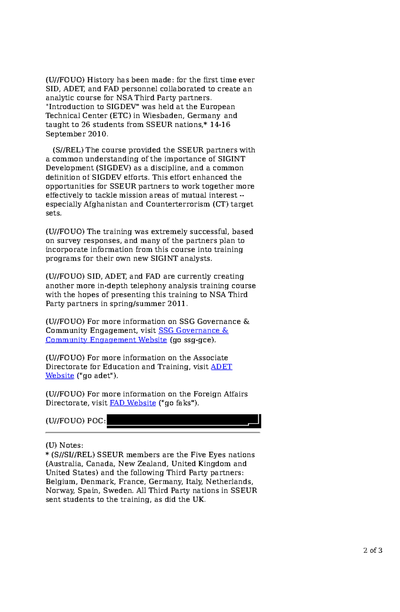 (U//FOUO) History has been made: for the first time ever
SID, ADET, and FAD personnel collaborated to create an
analytic course for NSA Third Party partners.
"Introduction to SIGDEV" was held at the European
Technical Center (ETC) in Wiesbaden, Germany and
taught to 26 students from SSEUR nations,* 14-16
September 2010.
(S//REL) The course provided the SSEUR partners with
a common understanding of the importance of SIGINT
Development (SIGDEV) as a discipline, and a common
definition of SIGDEV efforts. This effort enhanced the
opportunities for SSEUR partners to work together more
effectively to tackle mission areas of mutual interest --
especially Afghanistan and Counterterrorism (CT) target
sets.
(U//FOUO) The training was extremely successful, based
on survey responses, and many of the partners plan to
incorporate information from this course into training
programs for their own new SIGINT analysts.
(U//FOUO) SID, ADET, and FAD are currently creating
another more in-depth telephony analysis training course
with the hopes of presenting this training to NSA Third
Party partners in spring/summer 2011.
(U//FOUO) For more information on SSG Governance &
Community Engagement, visit SSG Governance &
Community Engagement Website (go ssg-gce).
(U//FOUO) For more information on the Associate
Directorate for Education and Training, visit ADET
Website ("go adet").
(U//FOUO) For more information on the Foreign Affairs
Directorate, visit FAD Website ("go faks").
(U//FOUO) POC:
(U) Notes:
* (S//SI//REL) SSEUR members are the Five Eyes nations
(Australia, Canada, New Zealand, United Kingdom and
United States) and the following Third Party partners:
Belgium, Denmark, France, Germany, Italy, Netherlands,
Norway, Spain, Sweden. All Third Party nations in SSEUR
sent students to the training, as did the UK.
2 of 3